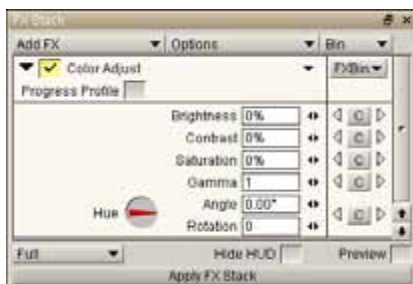 FX Stack
Add FX Options Bin
Color Adjust FXBin
Progress Profile
Brightness 0%
Contrast 0% C
Saturation 0% C
Gamma 1 C
Angle 0.00°
Hue C
Rotation 0
Full Hide HUD Preview
Apply FX Stack